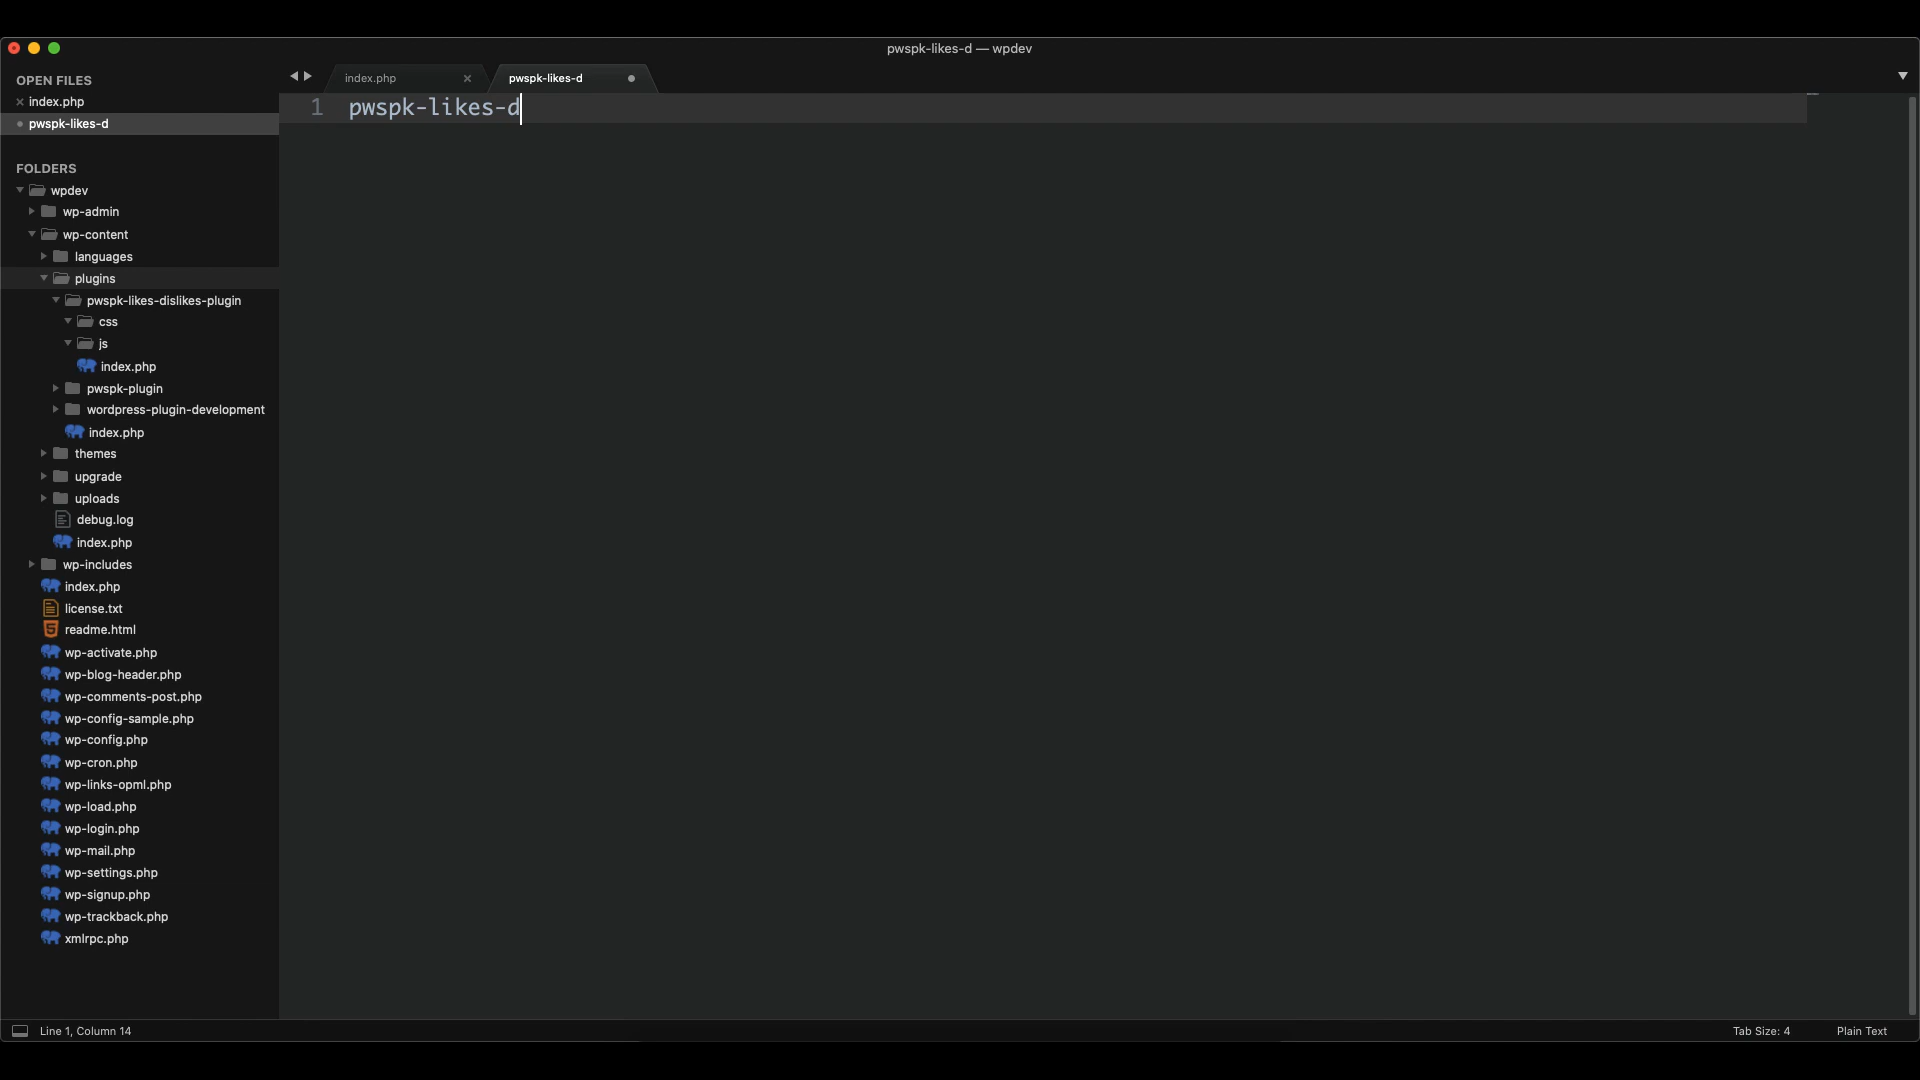 pwspk-likes-d — wpdev
OPEN FILES
index.php
pwspk-likes-d
FOLDERS
wpdev
wp-admin
wp-content
languages
plugins
pwspk-likes-dislikes-plugin
css
js
index.php
pwspk-plugin
wordpress-plugin-development
index.php
themes
upgrade
uploads
debug.log
index.php
wp-includes
index.php
license.txt
readme.html
wp-activate.php
wp-blog-header.php
wp-comments-post.php
wp-config-sample.php
wp-config.php
wp-cron.php
wp-links-opml.php
wp-load.php
wp-login.php
wp-mail.php
wp-settings.php
wp-signup.php
wp-trackback.php
xmlrpc.php
index.php
pwspk-likes-d
1 pwspk-likes-d
Line 1, Column 14
Tab Size: 4
Plain Text